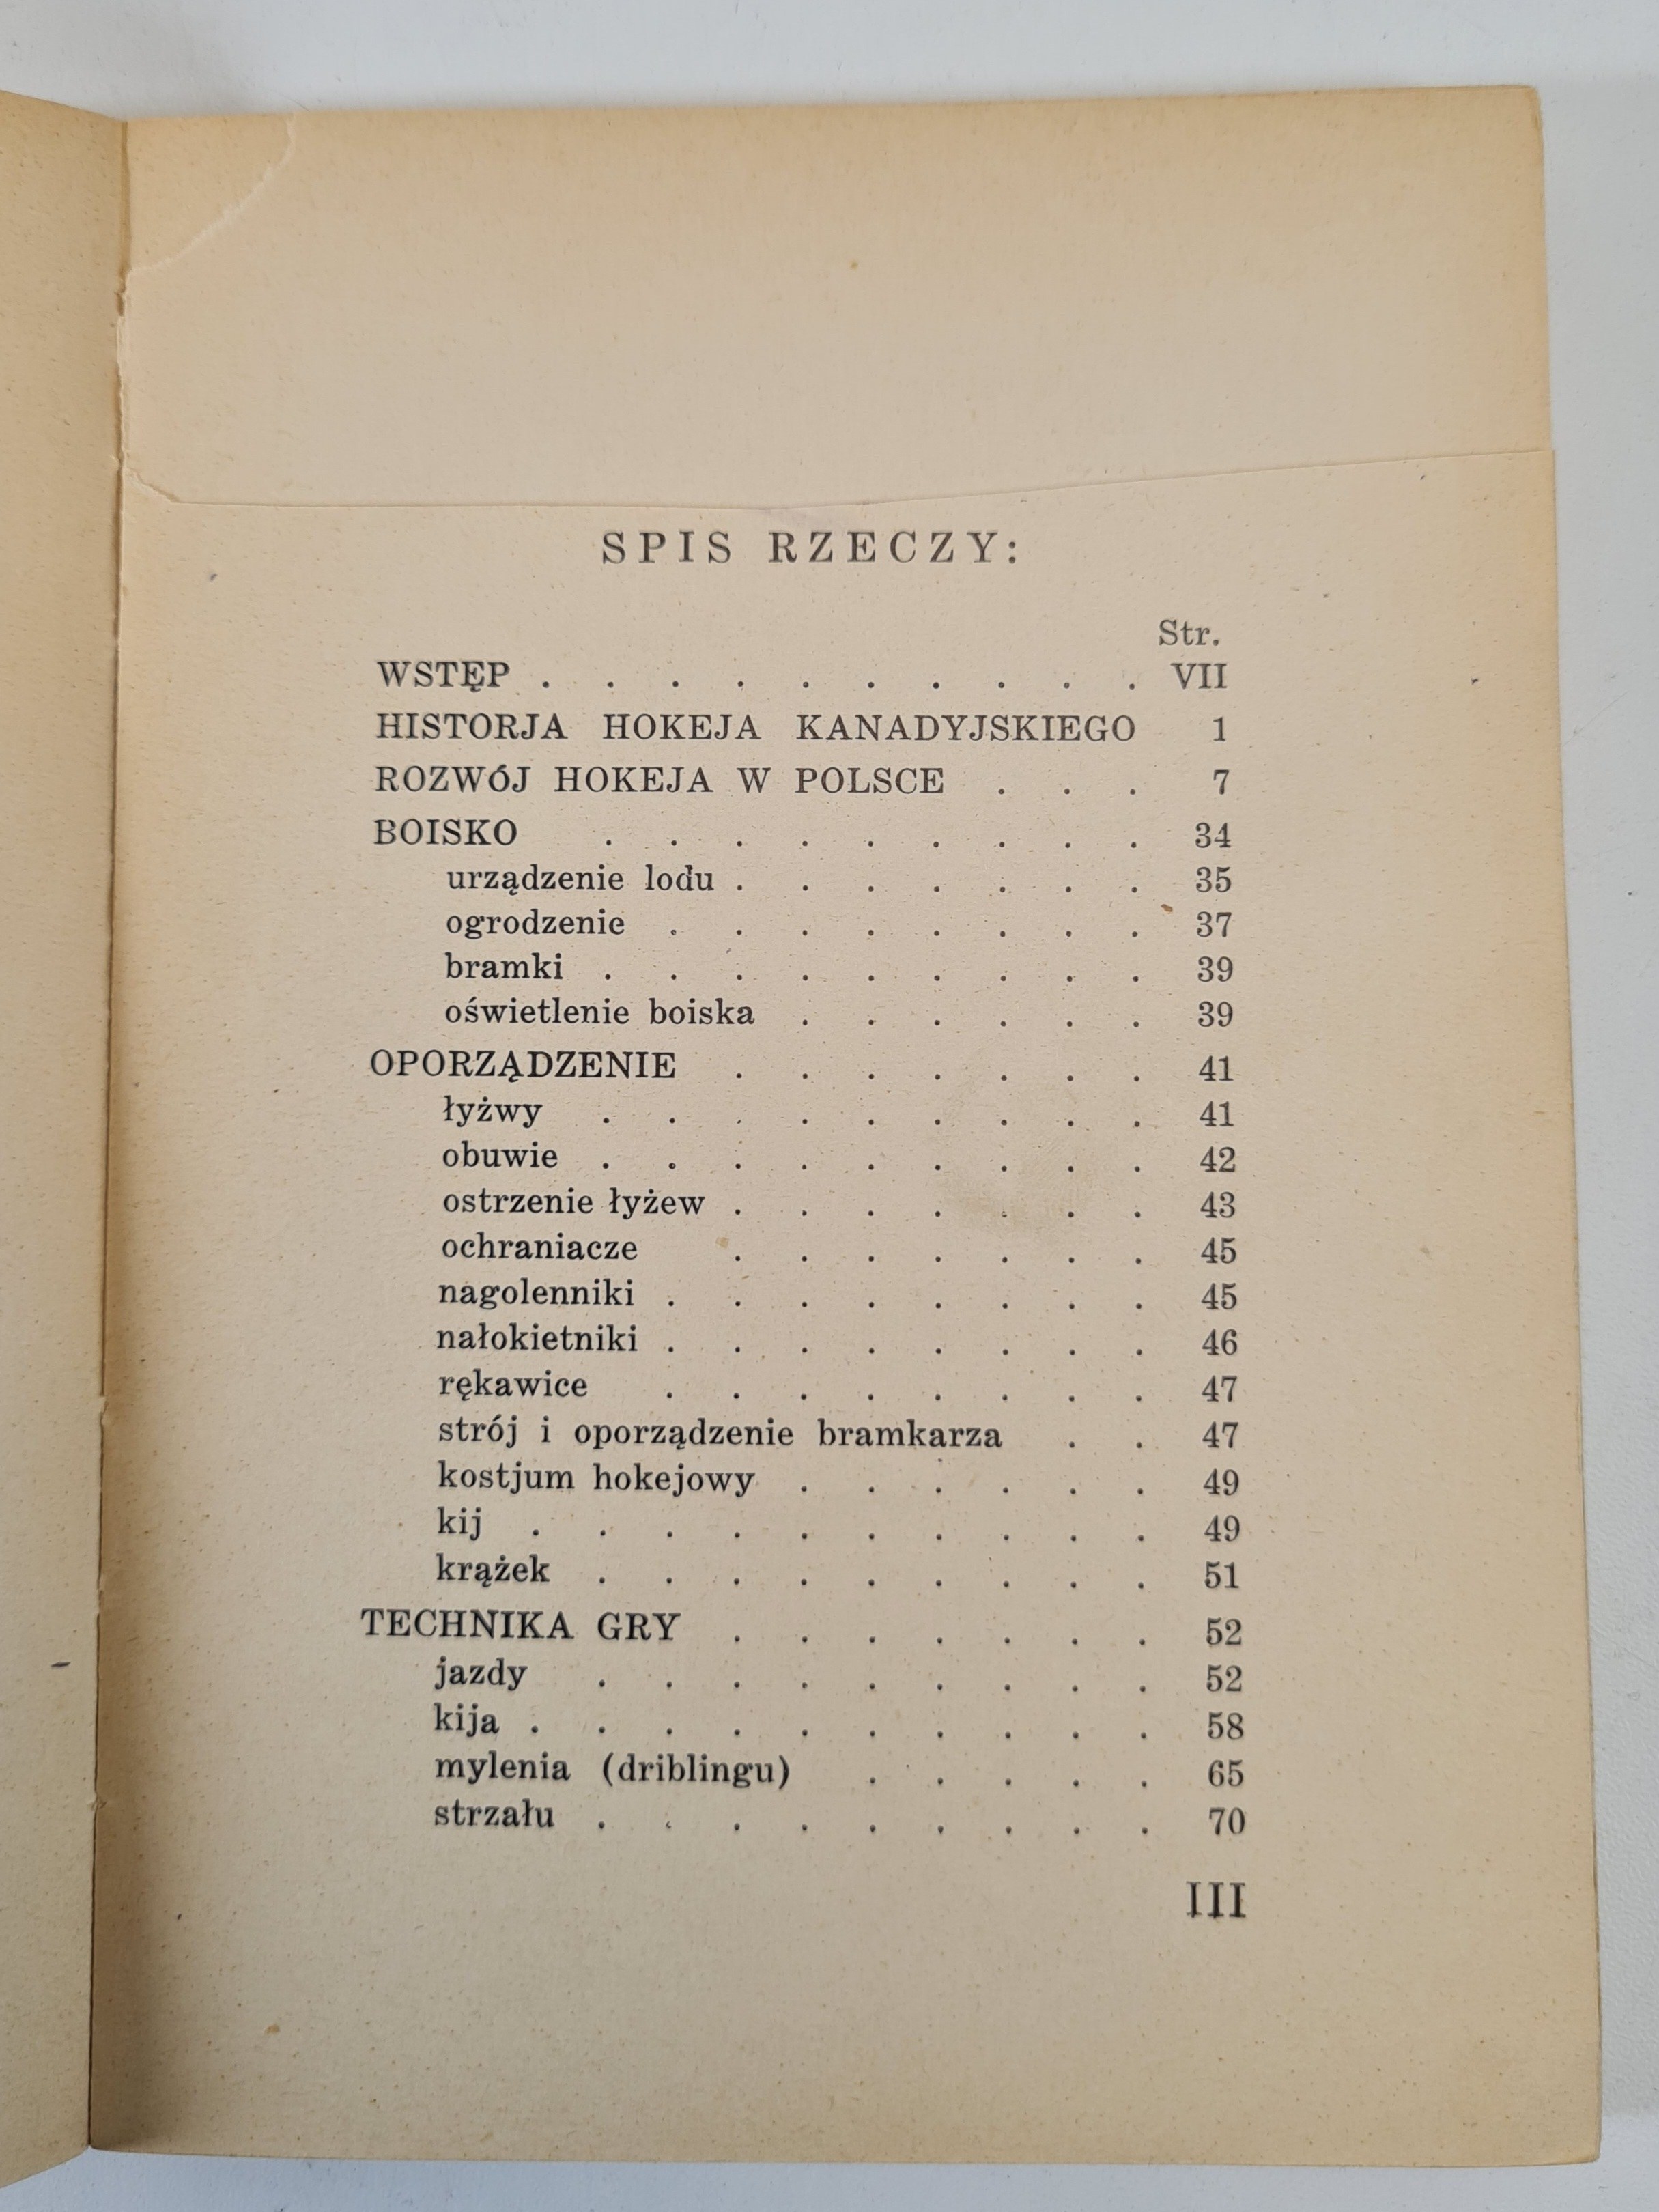 SPIS RZECZY:
Str.
WSTĘP . . . . . . . . . . VII
HISTORJA HOKEJA KANADYJSKIEGO 1
ROZWÓJ HOKEJA W POLSCE . . . 7
BOISKO . . . . . . . . . 34
urządzenie lodu . . . . . . . 35
ogrodzenie . . . . . . . . 37
bramki . . . . . . . . . 39
oświetlenie boiska . . . . . . 39
OPORZĄDZENIE . . . . . . . 41
łyżwy . . . . . . . . . 41
obuwie . . . . . . . . . 42
ostrzenie łyżew . . . . . . . 43
ochraniacze . . . . . . . 45
nagolenniki . . . . . . . . 45
nałokietniki . . . . . . . . 46
rękawice . . . . . . . . 47
strój i oporządzenie bramkarza . . 47
kostjum hokejowy . . . . . . 49
kij . . . . . . . . . . 49
krążek . . . . . . . . . 51
TECHNIKA GRY . . . . . . . 52
jazdy . . . . . . . . . 52
kija . . . . . . . . . . 58
mylenia (driblingu) . . . . . 65
strzału . . . . . . . . . 70
III